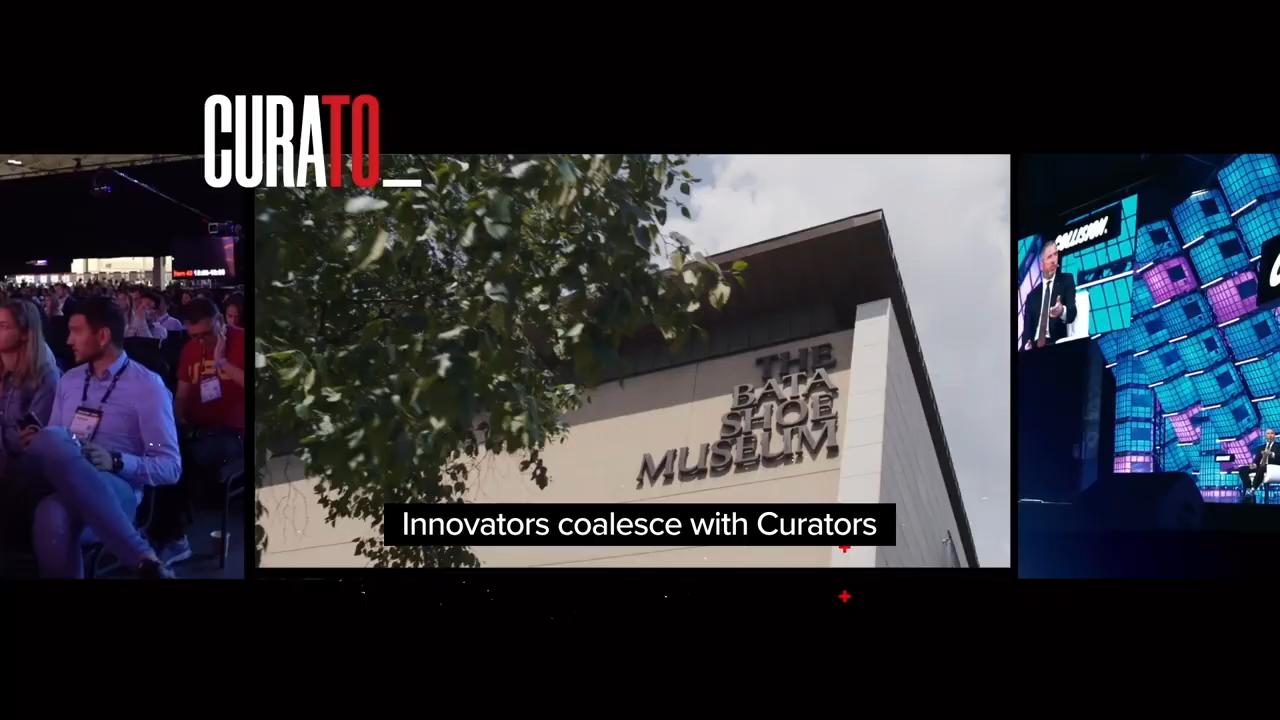 CURATO_
COLLISION.
THE
BATA
SHOE
MUSEUM
Innovators coalesce with Curators